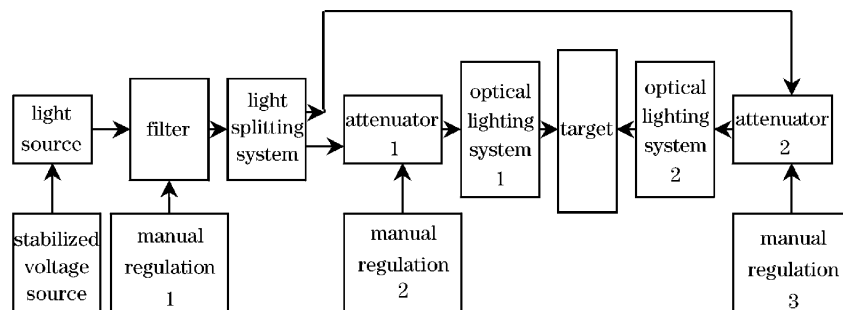 light
source
filter
light
splitting
system
attenuator
1
optical
lighting
system
1
target
optical
lighting
system
2
attenuator
2
stabilized
voltage
source
manual
regulation
1
manual
regulation
2
manual
regulation
3